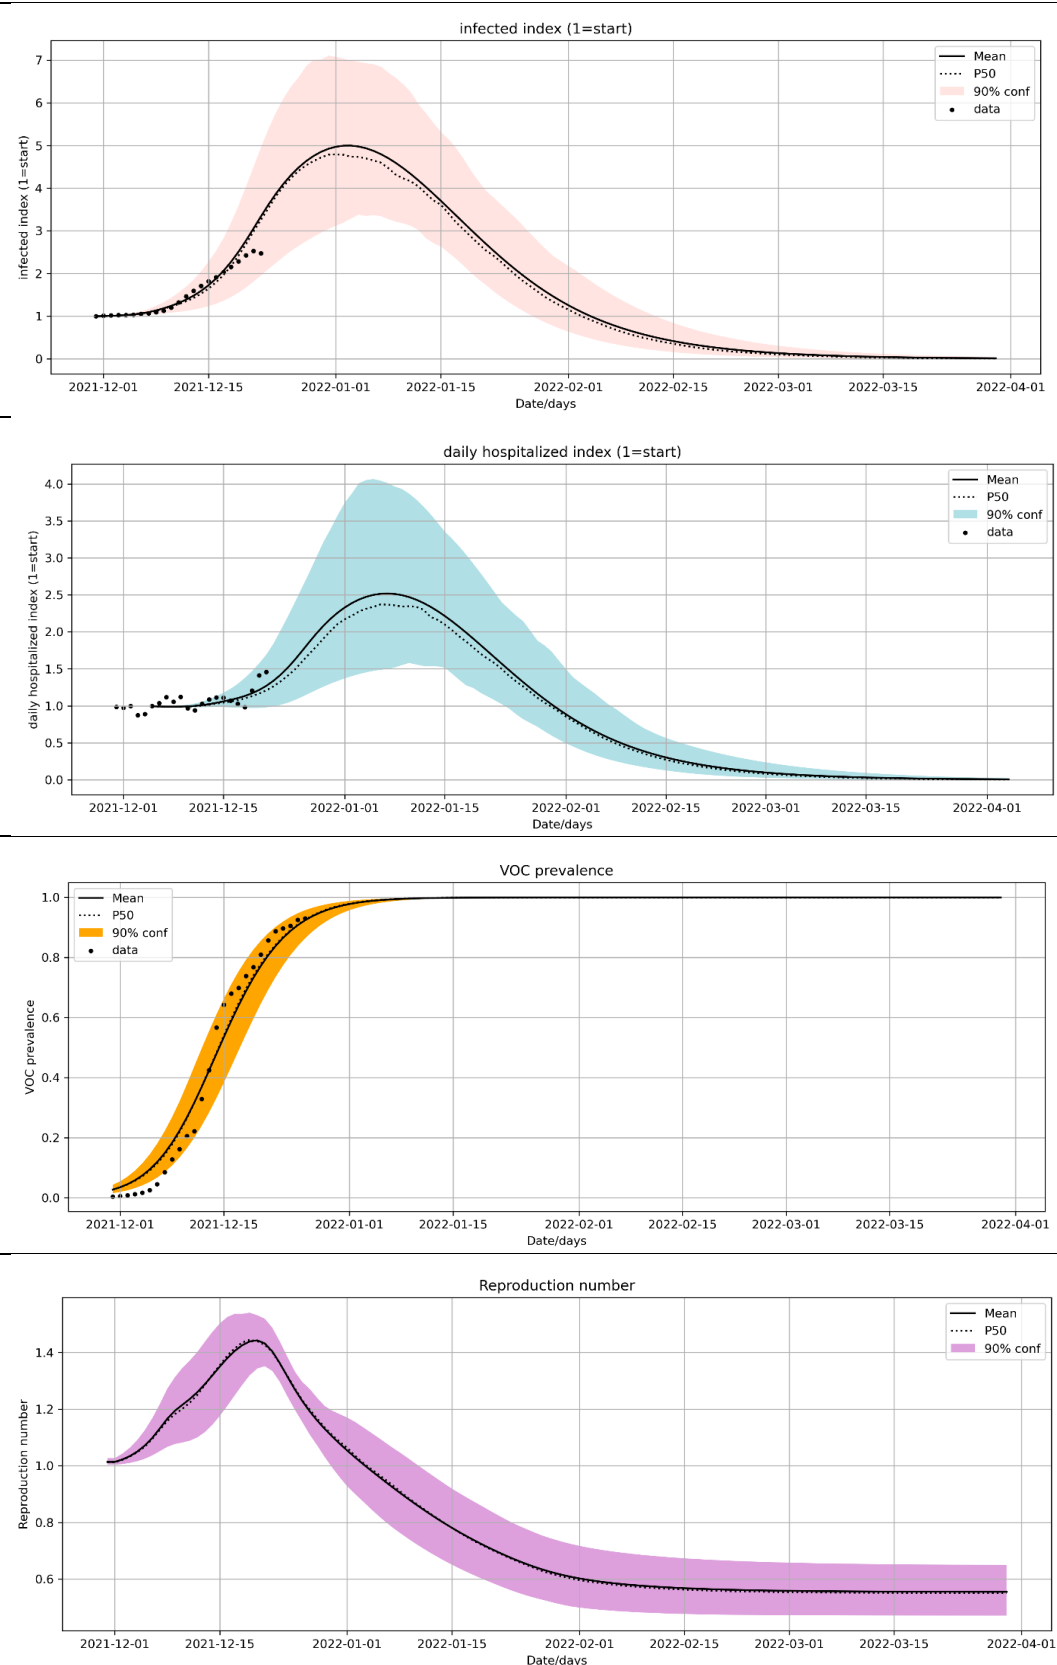 infected index (1=start)
7
6
5
4
3
2
1
0
infected index (1=start)
Mean
P50
90% conf
data
2021-12-01 2021-12-15 2022-01-01 2022-01-15 2022-02-01 2022-02-15 2022-03-01 2022-03-15 2022-04-01
Date/days
daily hospitalized index (1=start)
4.0
3.5
3.0
2.5
2.0
1.5
1.0
0.5
0.0
daily hospitalized index (1=start)
Mean
P50
90% conf
data
2021-12-01 2021-12-15 2022-01-01 2022-01-15 2022-02-01 2022-02-15 2022-03-01 2022-03-15 2022-04-01
Date/days
VOC prevalence
1.0
0.8
0.6
0.4
0.2
0.0
VOC prevalence
Mean
P50
90% conf
data
2021-12-01 2021-12-15 2022-01-01 2022-01-15 2022-02-01 2022-02-15 2022-03-01 2022-03-15 2022-04-01
Date/days
Reproduction number
1.4
1.2
1.0
0.8
0.6
Reproduction number
Mean
P50
90% conf
2021-12-01 2021-12-15 2022-01-01 2022-01-15 2022-02-01 2022-02-15 2022-03-01 2022-03-15 2022-04-01
Date/days